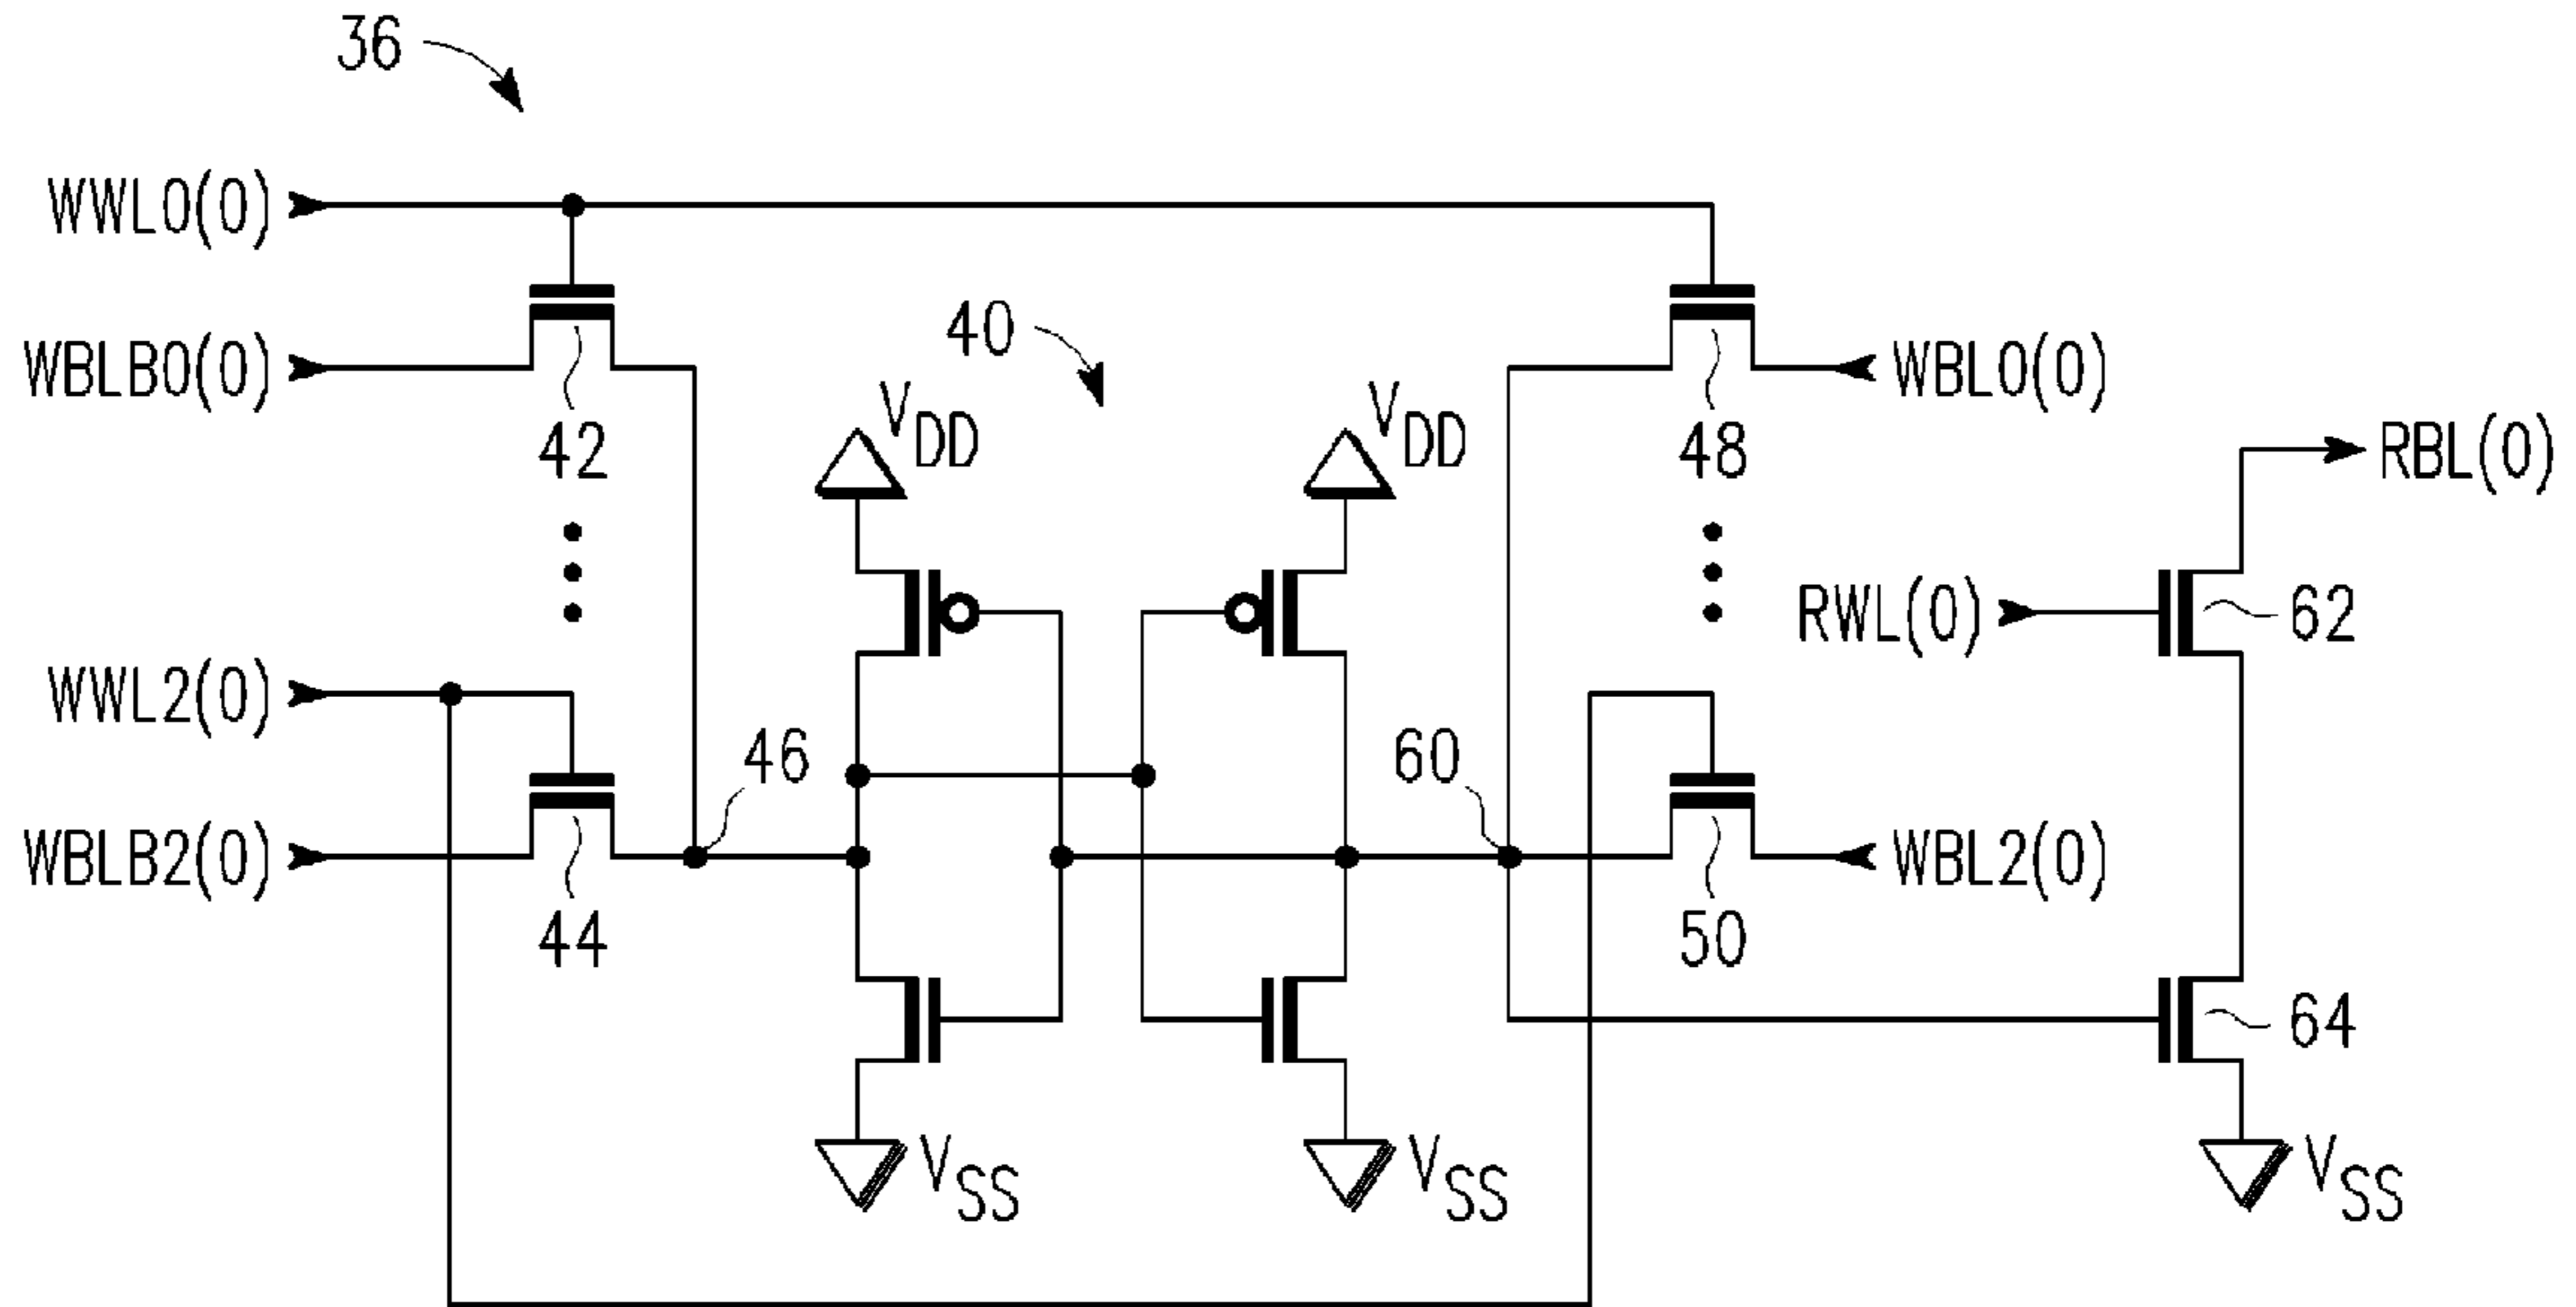 36
WWL0(0)
WBLB0(0)
42
40
VDD
VDD
48
WBL0(0)
RBL(0)
RWL(0)
62
WWL2(0)
46
60
WBLB2(0)
44
50
WBL2(0)
64
VSS
VSS
VSS